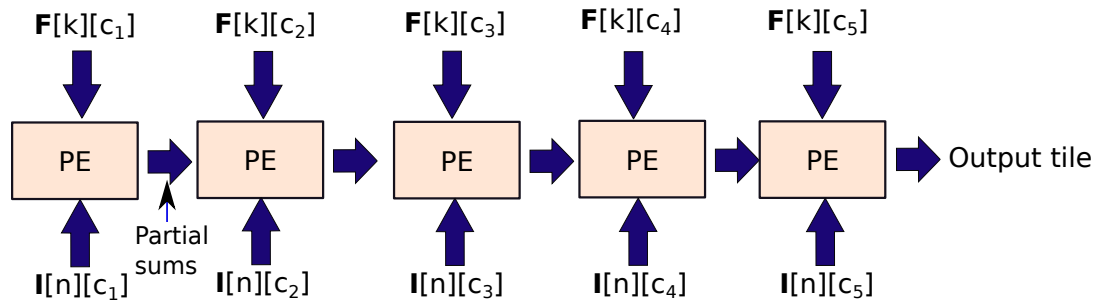 F[k][c₁] F[k][c₂] F[k][c₃] F[k][c₄] F[k][c₅]
PE PE PE PE PE Output tile
Partial
sums
I[n][c₁] I[n][c₂] I[n][c₃] I[n][c₄] I[n][c₅]